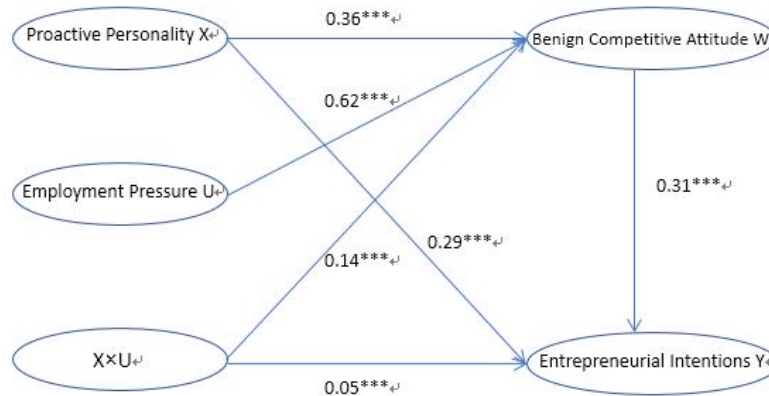 0.36***↵
Proactive Personality X↵
Benign Competitive Attitude W↵
0.62***↵
Employment Pressure U↵
0.31***↵
0.29***↵
0.14***↵
X×U↵
Entrepreneurial Intentions Y↵
0.05***↵